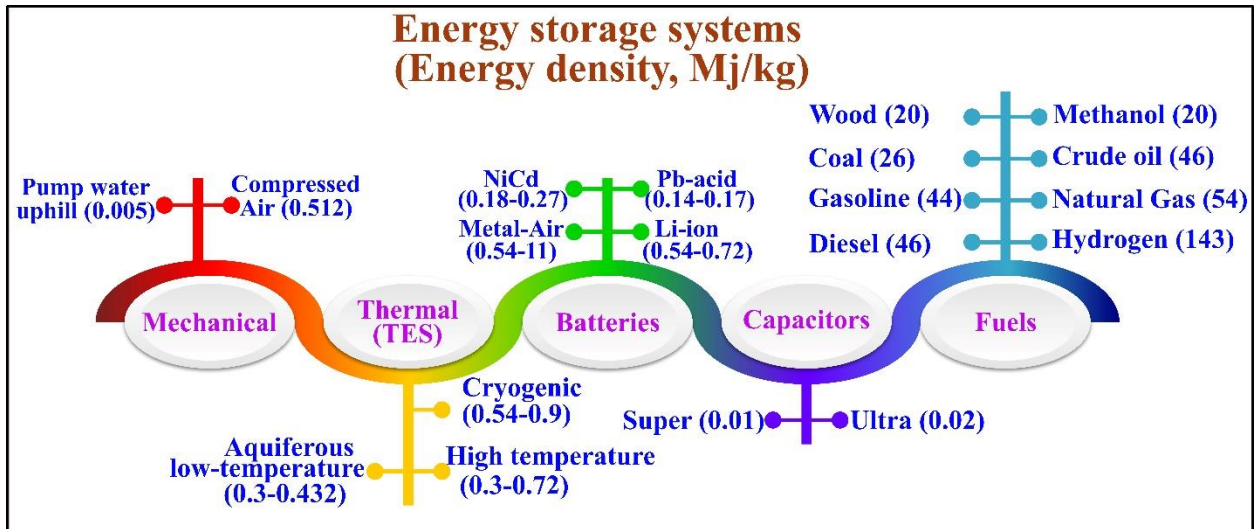 Energy storage systems
(Energy density, Mj/kg)
Pump water
uphill (0.005)
Compressed
Air (0.512)
Mechanical
Thermal
(TES)
Cryogenic
(0.54-0.9)
Aquiferous
low-temperature
(0.3-0.432)
High temperature
(0.3-0.72)
NiCd
(0.18-0.27)
Pb-acid
(0.14-0.17)
Metal-Air
(0.54-11)
Li-ion
(0.54-0.72)
Batteries
Capacitors
Super (0.01)
Ultra (0.02)
Wood (20)
Methanol (20)
Coal (26)
Crude oil (46)
Gasoline (44)
Natural Gas (54)
Diesel (46)
Hydrogen (143)
Fuels